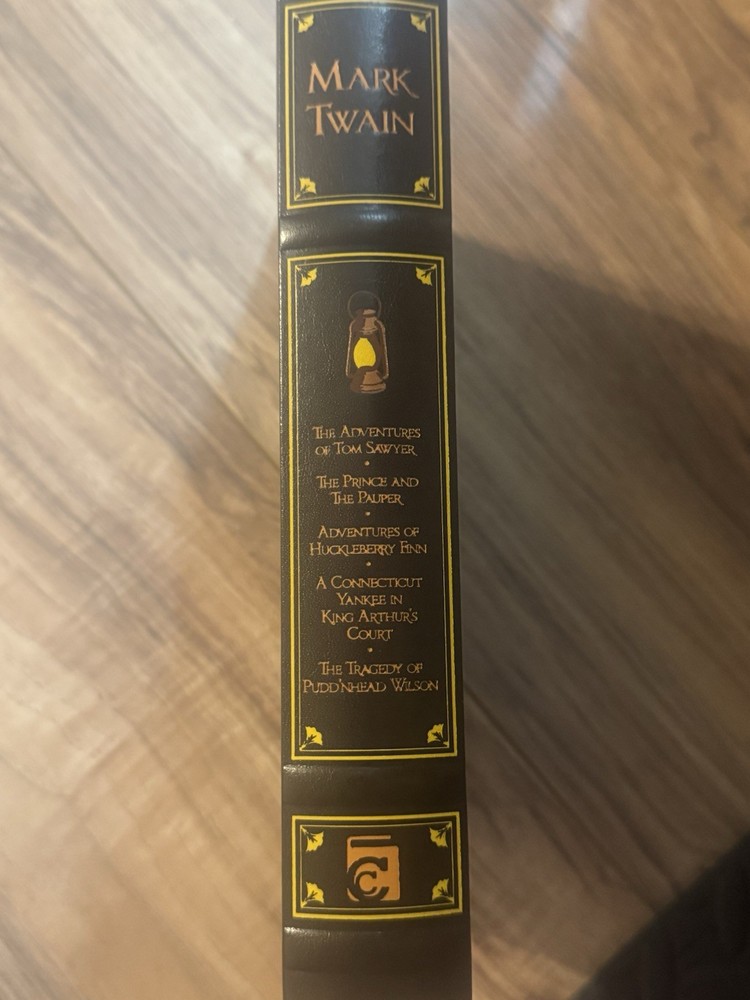 MARK
TWAIN
THE ADVENTURES
OF TOM SAWYER
•
THE PRINCE AND
THE PAUPER
•
ADVENTURES OF
HUCKLEBERRY FINN
•
A CONNECTICUT
YANKEE IN
KING ARTHUR'S
COURT
•
THE TRAGEDY OF
PUDD'NHEAD WILSON
C